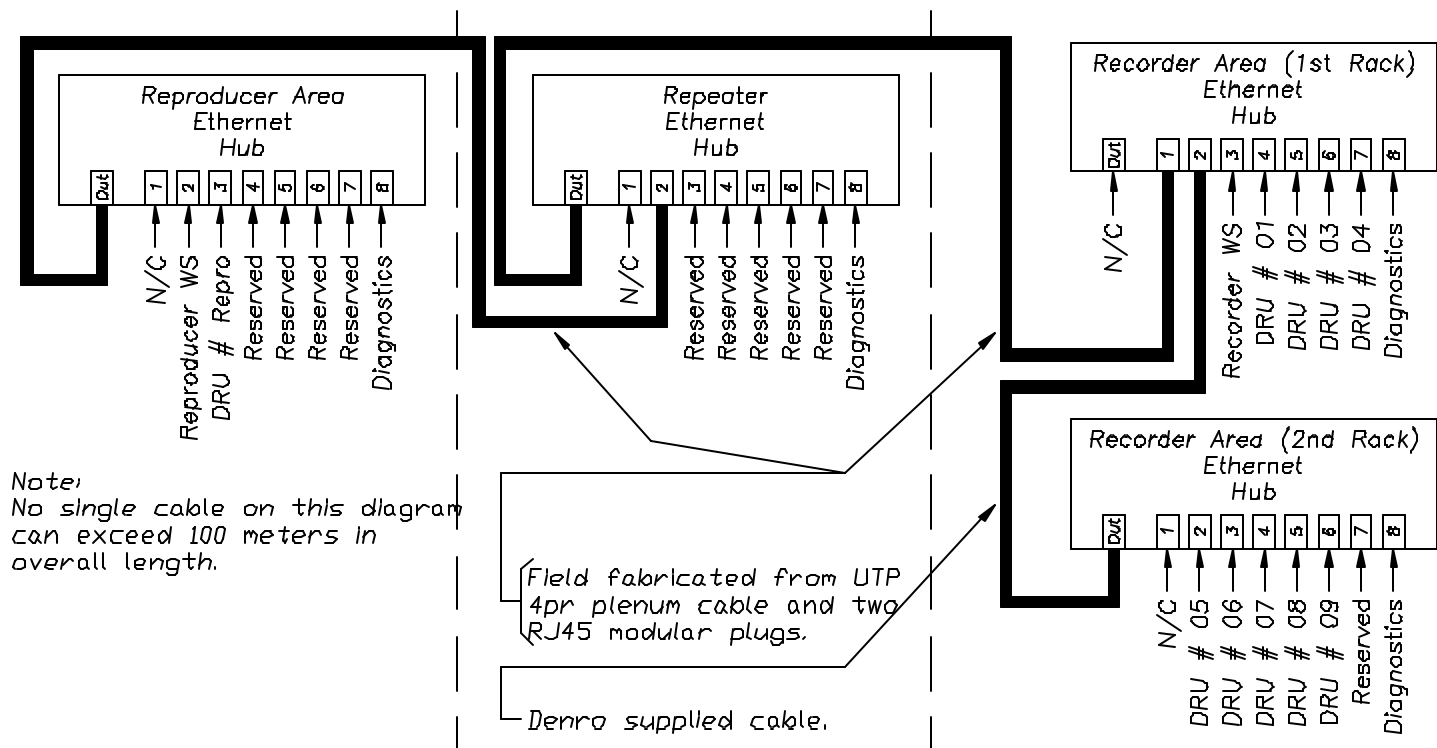 Reproducer Area
Ethernet
Hub
Out
1
2
3
4
5
6
7
8
N/C
Reproducer WS
DRU # Repro
Reserved
Reserved
Reserved
Reserved
Diagnostics
Repeater
Ethernet
Hub
Out
1
2
3
4
5
6
7
8
N/C
Reserved
Reserved
Reserved
Reserved
Reserved
Diagnostics
Recorder Area (1st Rack)
Ethernet
Hub
Out
1
2
3
4
5
6
7
8
N/C
Recorder WS
DRU # 01
DRU # 02
DRU # 03
DRU # 04
Diagnostics
Recorder Area (2nd Rack)
Ethernet
Hub
Out
1
2
3
4
5
6
7
8
N/C
DRU # 05
DRU # 06
DRU # 07
DRU # 08
DRU # 09
Reserved
Diagnostics
Note:
No single cable on this diagram
can exceed 100 meters in
overall length.
Field fabricated from UTP
4pr plenum cable and two
RJ45 modular plugs.
Denro supplied cable.